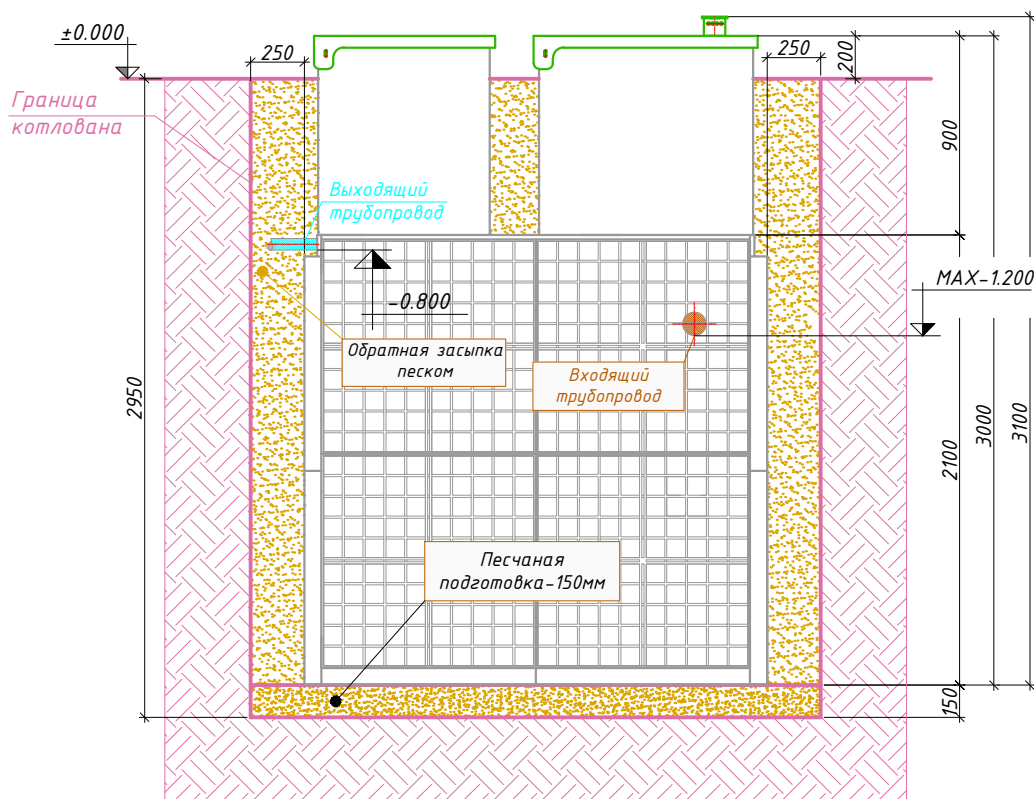 ±0.000
250
250
200
Граница
котлована
900
Выходящий
трубопровод
-0.800
MAX-1.200
Обратная засыпка
песком
Входящий
трубопровод
2950
2100
3000
3100
Песчаная
подготовка-150мм
150